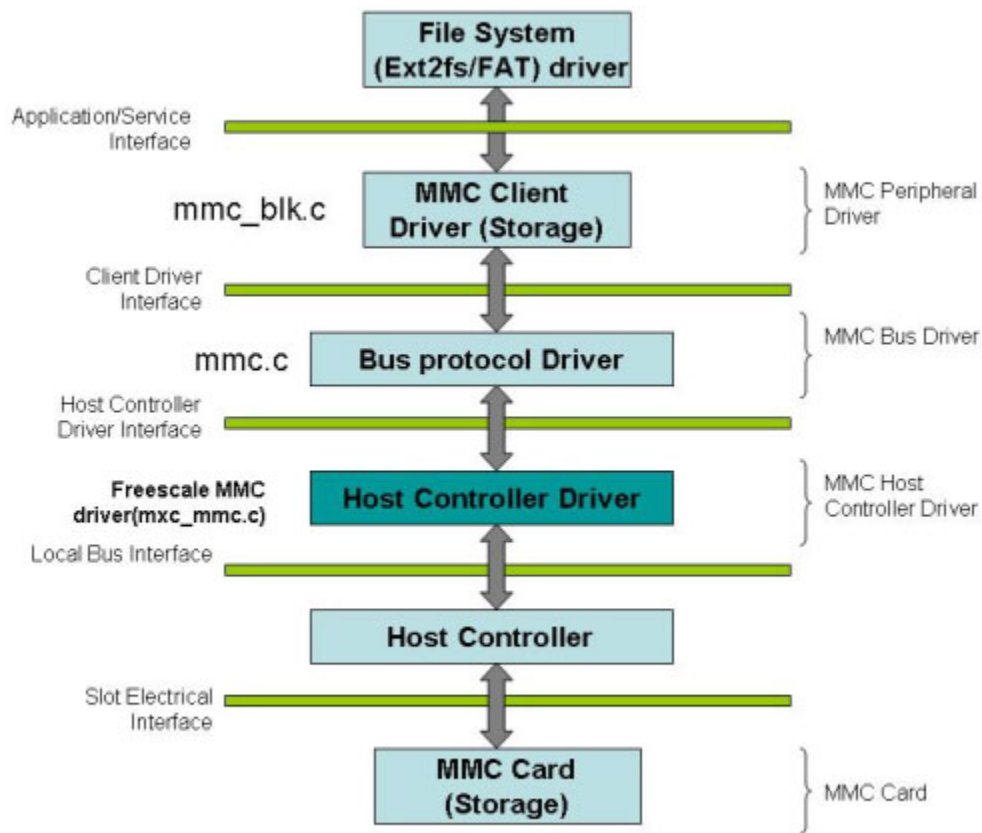 File System
(Ext2fs/FAT) driver
Application/Service
Interface
mmc_blk.c
MMC Client
Driver (Storage)
MMC Peripheral
Driver
Client Driver
Interface
mmc.c
Bus protocol Driver
MMC Bus Driver
Host Controller
Driver Interface
Freescale MMC
driver(mxc_mmc.c)
Host Controller Driver
MMC Host
Controller Driver
Local Bus Interface
Host Controller
Slot Electrical
Interface
MMC Card
(Storage)
MMC Card